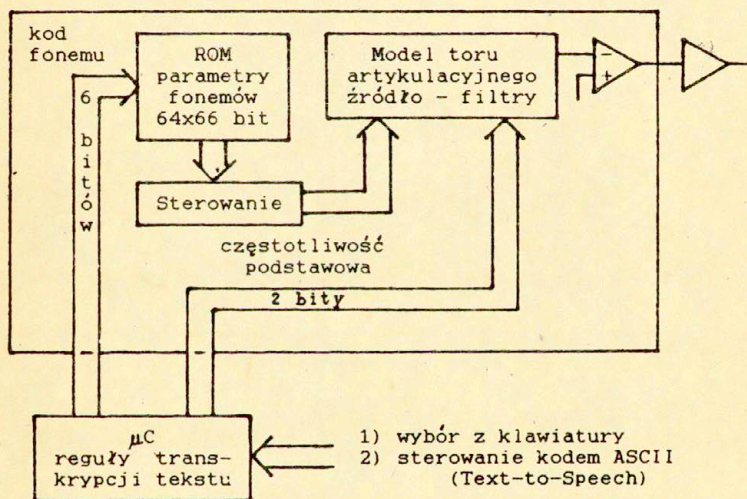 kod
fonemu
6
b
i
t
ó
w
ROM
parametry
fonemów
64x66 bit
Model toru
artykulacyjnego
źródło - filtry
-
+
Sterowanie
częstotliwość
podstawowa
2 bity
μC
reguły trans-
krypcji tekstu
1) wybór z klawiatury
2) sterowanie kodem ASCII
(Text-to-Speech)